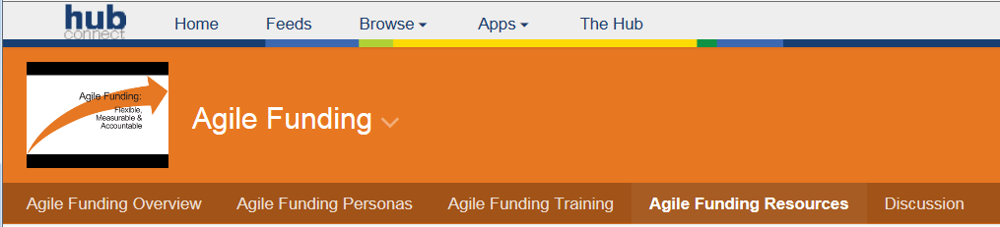 hub
connect
Home Feeds Browse Apps The Hub
Agile Funding:
Flexible,
Measurable &
Accountable
Agile Funding
Agile Funding Overview Agile Funding Personas Agile Funding Training Agile Funding Resources Discussion